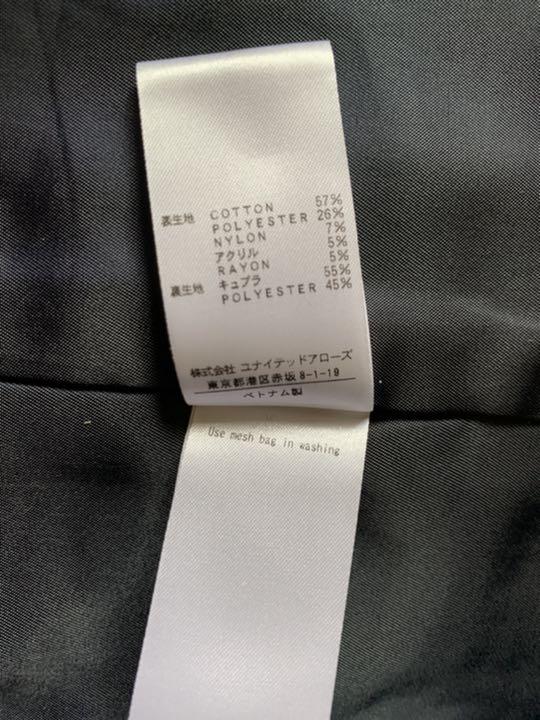 表生地 COTTON 57%
POLYESTER 26%
NYLON 7%
アクリル 5%
RAYON 5%
裏生地 キュプラ 55%
POLYESTER 45%
株式会社 ユナイテッドアローズ
東京都港区赤坂8-1-19
ベトナム製
Use mesh bag in washing